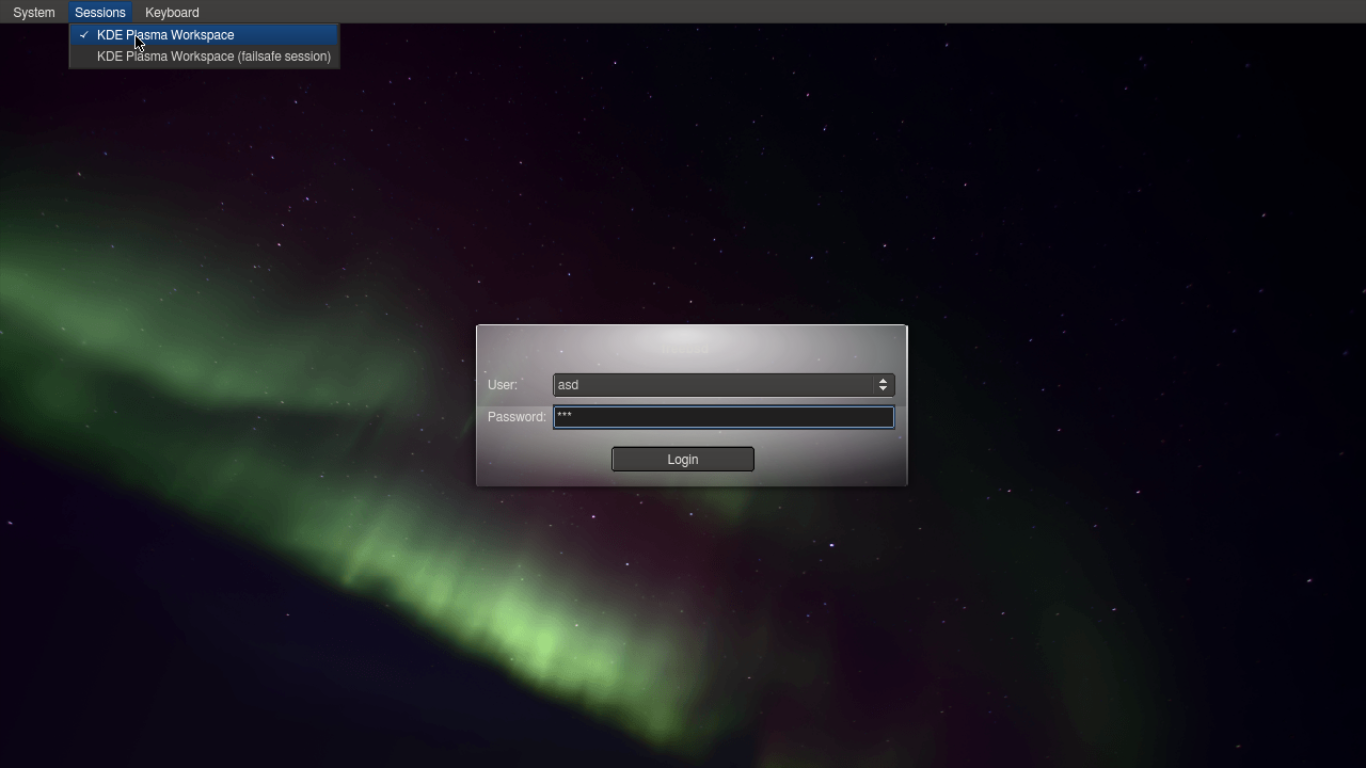 System Sessions Keyboard
✓ KDE Plasma Workspace
KDE Plasma Workspace (failsafe session)
User: asd
Password: ***
Login